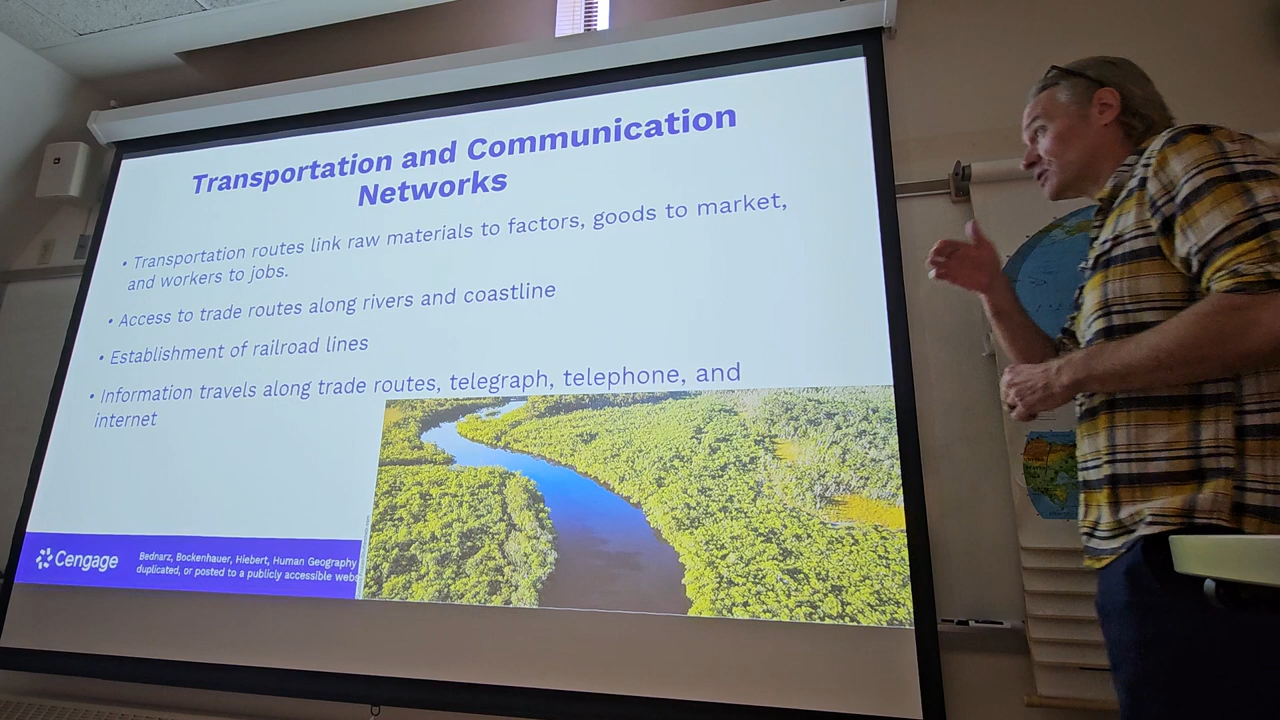 Transportation and Communication
Networks
• Transportation routes link raw materials to factors, goods to market,
and workers to jobs.
• Access to trade routes along rivers and coastline
• Establishment of railroad lines
• Information travels along trade routes, telegraph, telephone, and
internet
Cengage
Bednarz, Bockenhauer, Hiebert, Human Geography
duplicated, or posted to a publicly accessible webs